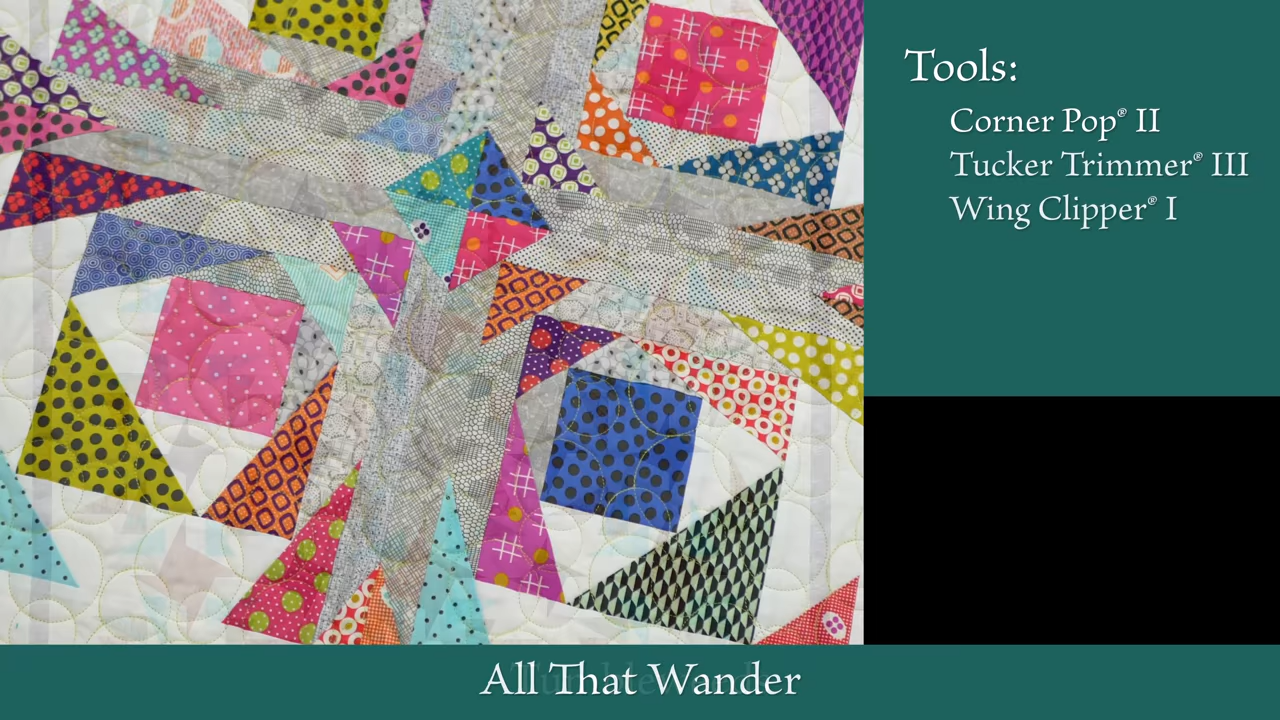 Tools:
Corner Pop® II
Tucker Trimmer® III
Wing Clipper® I
All That Wander